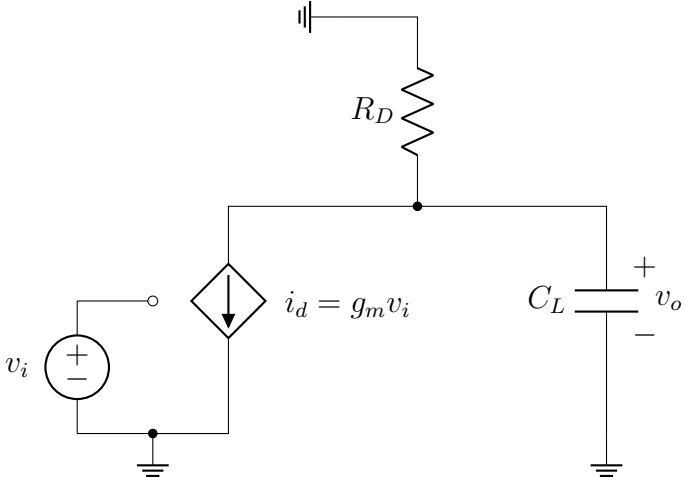 R_D
i_d = g_m v_i
C_L
+
v_o
−
v_i
+
−